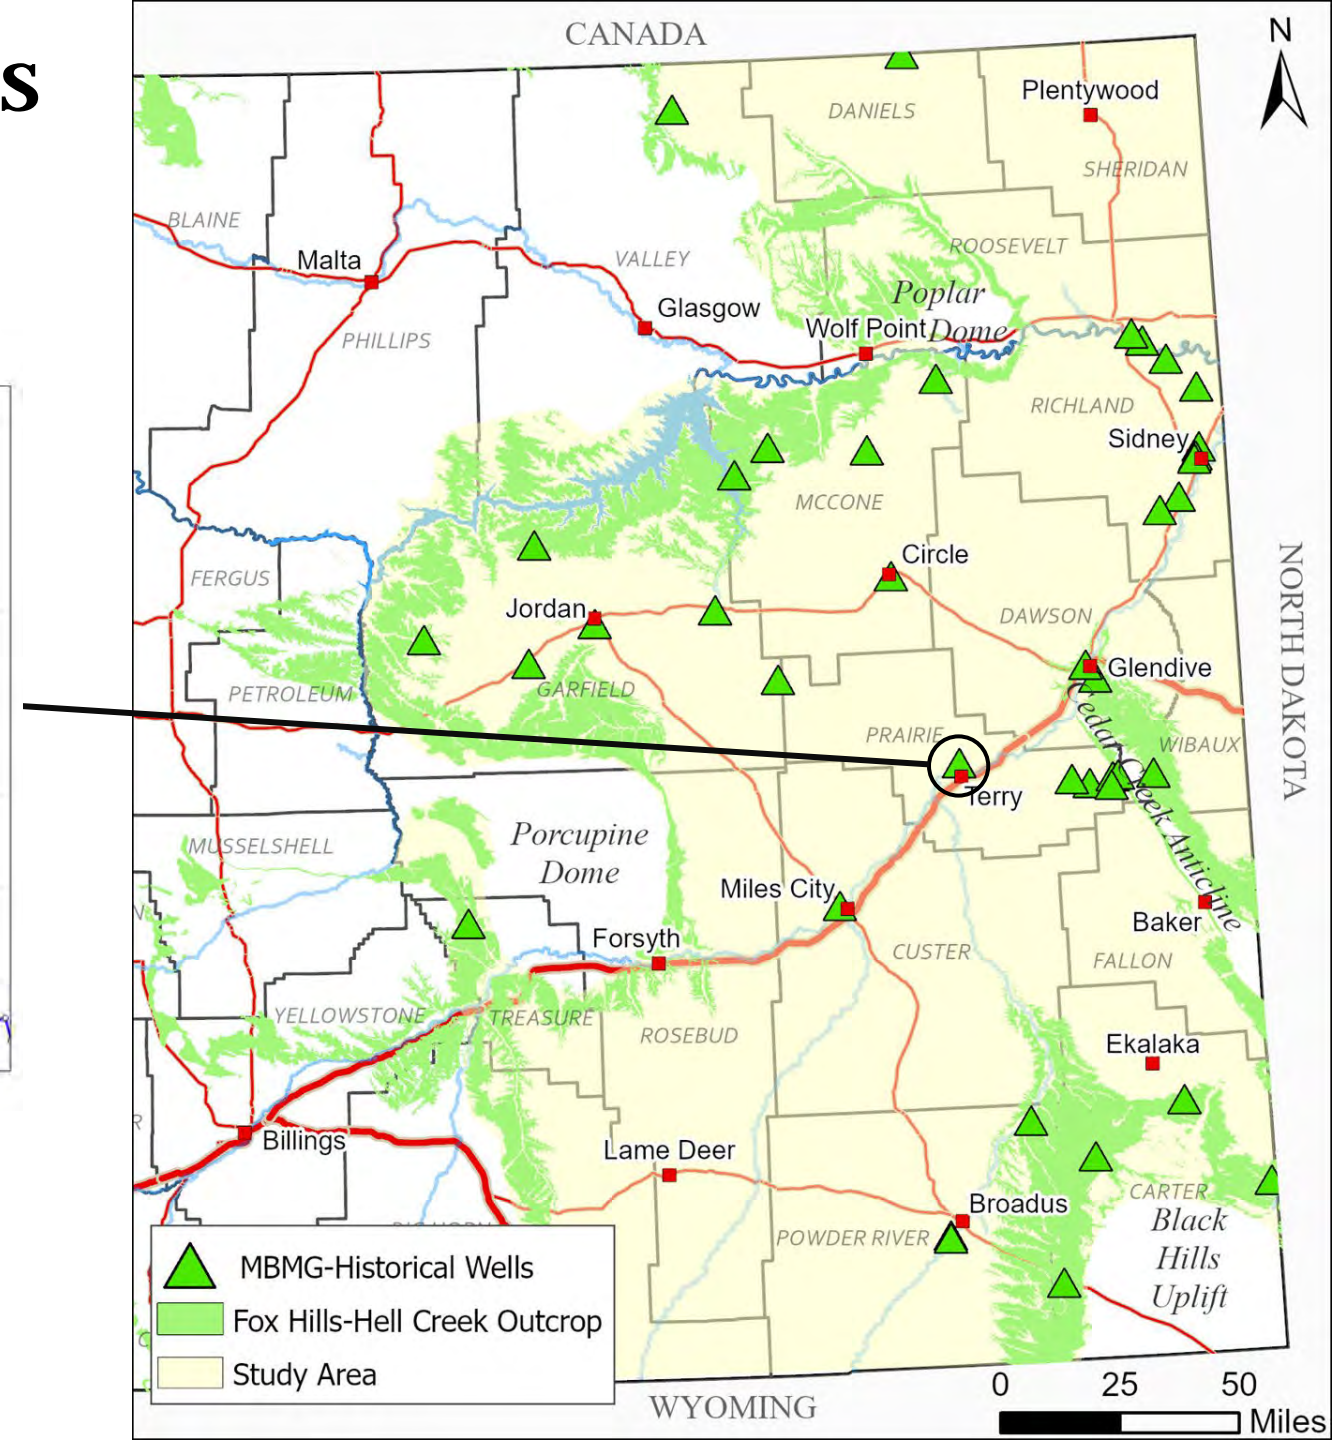 s
CANADA
N
Plentywood
DANIELS
SHERIDAN
BLAINE
ROOSEVELT
Malta
VALLEY
Poplar
Dome
Glasgow
Wolf Point
PHILLIPS
RICHLAND
Sidney
MCCONE
Circle
FERGUS
Jordan
DAWSON
NORTH DAKOTA
Glendive
PETROLEUM
GARFIELD
PRAIRIE
WIBAUX
Cedar Creek Anticline
Terry
Porcupine
Dome
MUSSELSHELL
Miles City
Baker
Forsyth
CUSTER
FALLON
YELLOWSTONE
TREASURE
ROSEBUD
Ekalaka
Billings
Lame Deer
CARTER
Broadus
Black
Hills
Uplift
POWDER RIVER
BIG HORN
MBMG-Historical Wells
Fox Hills-Hell Creek Outcrop
Study Area
WYOMING
0 25 50
Miles